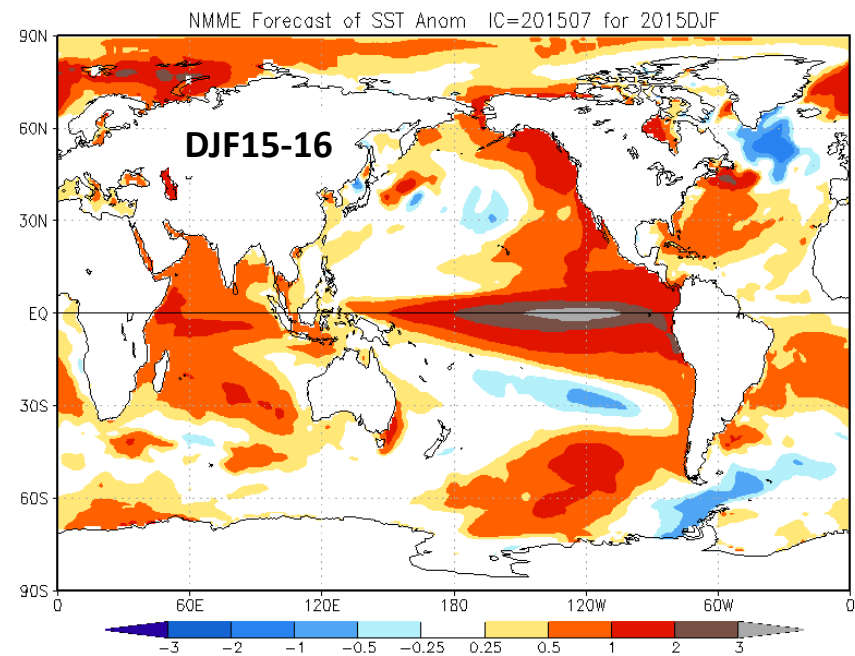 NMME Forecast of SST Anom IC=201507 for 2015DJF
90N
60N
DJF15-16
30N
EQ
30S
60S
90S
0 60E 120E 180 120W 60W 0
-3 -2 -1 -0.5 -0.25 0.25 0.5 1 2 3